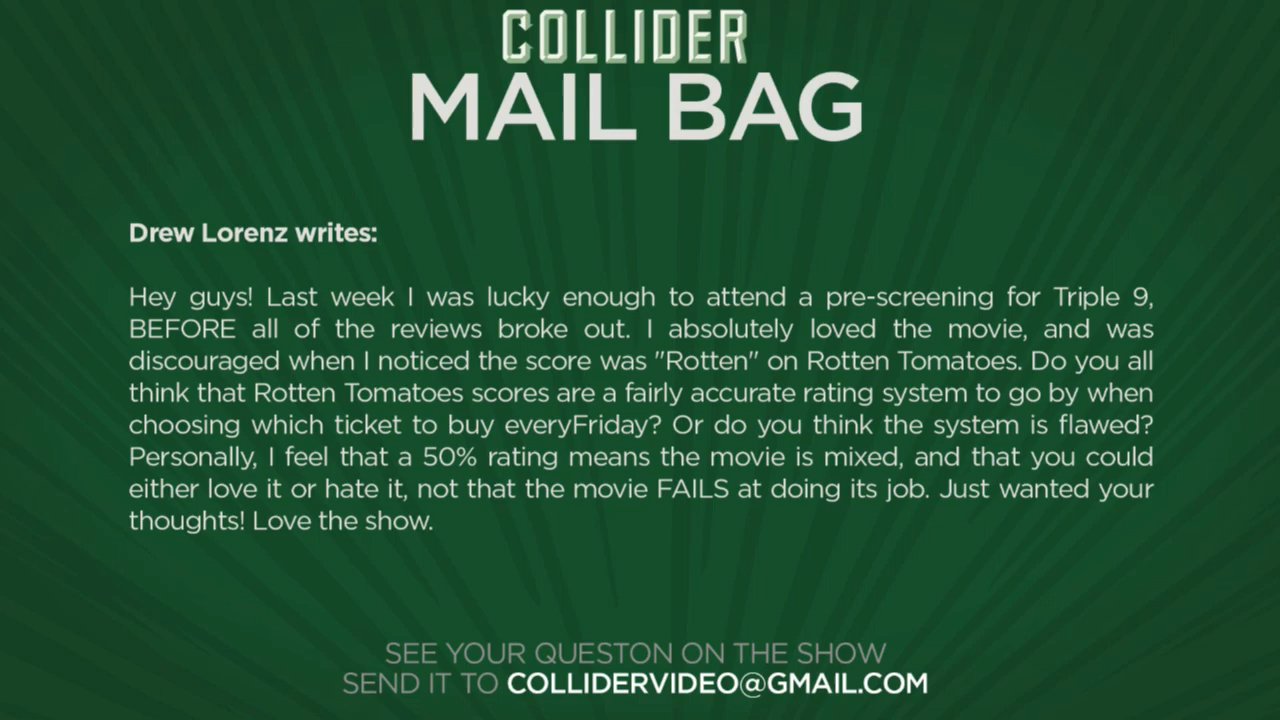 COLLIDER
MAIL BAG
Drew Lorenz writes:
Hey guys! Last week I was lucky enough to attend a pre-screening for Triple 9,
BEFORE all of the reviews broke out. I absolutely loved the movie, and was
discouraged when I noticed the score was "Rotten" on Rotten Tomatoes. Do you all
think that Rotten Tomatoes scores are a fairly accurate rating system to go by when
choosing which ticket to buy everyFriday? Or do you think the system is flawed?
Personally, I feel that a 50% rating means the movie is mixed, and that you could
either love it or hate it, not that the movie FAILS at doing its job. Just wanted your
thoughts! Love the show.
SEE YOUR QUESTON ON THE SHOW
SEND IT TO COLLIDERVIDEO@GMAIL.COM